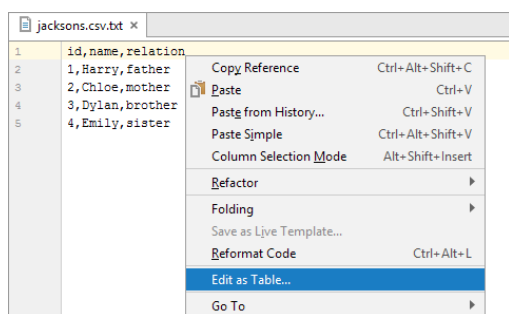 jacksons.csv.txt ×
1 id,name,relation
2 1,Harry,father
3 2,Chloe,mother
4 3,Dylan,brother
5 4,Emily,sister
Copy Reference Ctrl+Alt+Shift+C
Paste Ctrl+V
Paste from History... Ctrl+Shift+V
Paste Simple Ctrl+Alt+Shift+V
Column Selection Mode Alt+Shift+Insert
Refactor
Folding
Save as Live Template...
Reformat Code Ctrl+Alt+L
Edit as Table...
Go To